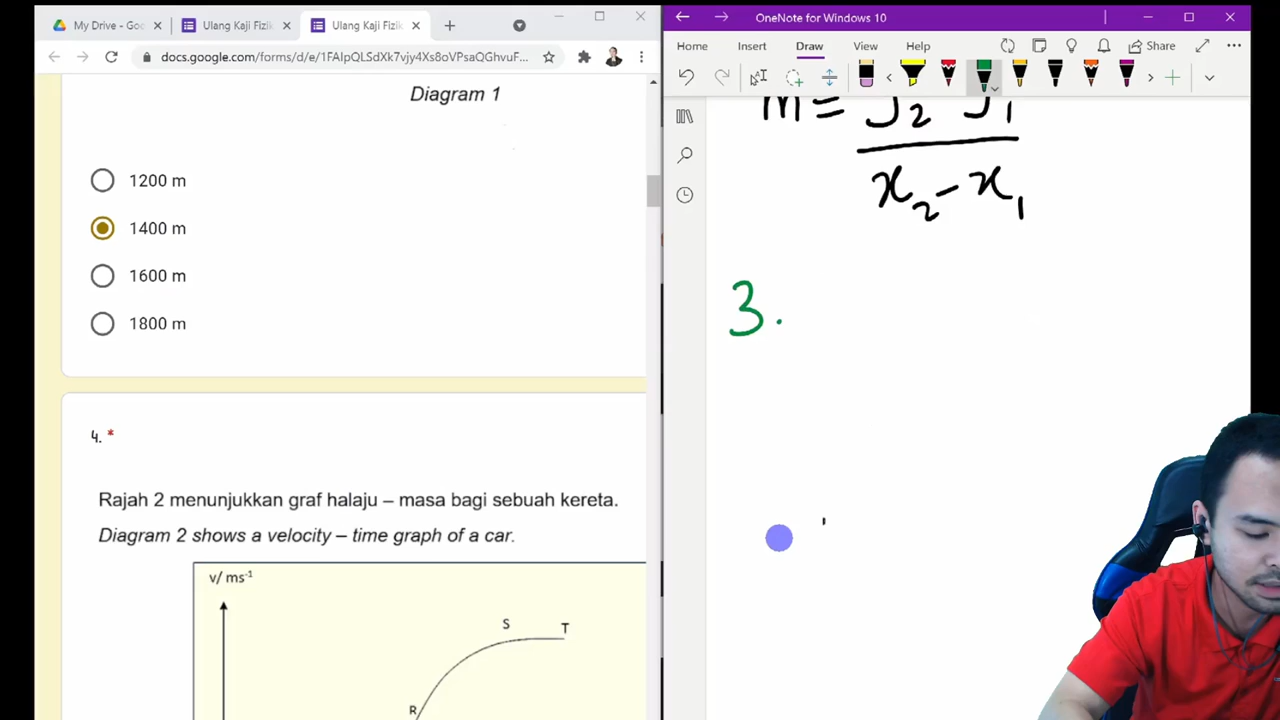 My Drive - Goo
Ulang Kaji Fizik
Ulang Kaji Fizik
docs.google.com/forms/d/e/1FAIpQLSdXk7vjy4Xs8oVPsaQGhvuF...
Diagram 1
1200 m
1400 m
1600 m
1800 m
4. *
Rajah 2 menunjukkan graf halaju – masa bagi sebuah kereta.
Diagram 2 shows a velocity – time graph of a car.
v/ ms⁻¹
S
T
R
OneNote for Windows 10
Home Insert Draw View Help Share
m = y₂ y₁
x₂ - x₁
3.